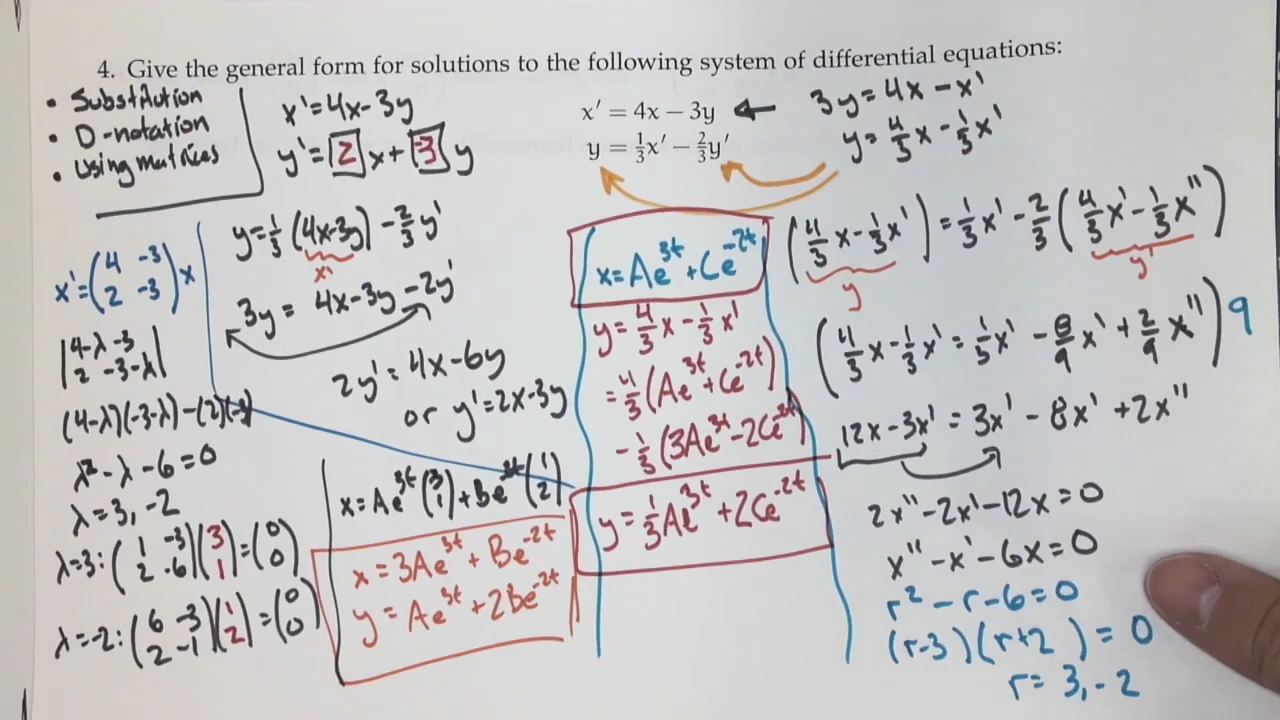 4. Give the general form for solutions to the following system of differential equations:
x′ = 4x − 3y
y = 1/3 x′ − 2/3 y′
• Substitution
• D-notation
• Using matrices
x' = 4x-3y
y' = 2 x + -3 y
y = 1/3 (4x-3y) - 2/3 y'
x'
3y = 4x-3y-2y'
2y' = 4x-6y
or y' = 2x-3y
x' = (4 -3
2 -3) x
|4-λ -3
2 -3-λ|
(4-λ)(-3-λ)-(2)(-3)
λ² - λ - 6 = 0
λ = 3, -2
λ=3: (1 -3
2 -6)(3
1) = (0
0)
λ=-2: (6 -3
2 -1)(1
2) = (0
0)
x = Ae^3t (3
1) + Be^-2t (1
2)
x = 3Ae^3t + Be^-2t
y = Ae^3t + 2Be^-2t
x = Ae^3t + Ce^-2t
y = 4/3 x - 1/3 x'
= 4/3 (Ae^3t + Ce^-2t)
- 1/3 (3Ae^3t - 2Ce^-2t)
y = 1/3 Ae^3t + 2Ce^-2t
3y = 4x - x'
y = 4/3 x - 1/3 x'
(4/3 x - 1/3 x') = 1/3 x' - 2/3 (4/3 x' - 1/3 x'')
y y'
(4/3 x - 1/3 x' = 1/3 x' - 8/9 x' + 2/9 x'') 9
12x - 3x' = 3x' - 8x' + 2x''
2x'' - 2x' - 12x = 0
x'' - x' - 6x = 0
r² - r - 6 = 0
(r-3)(r+2) = 0
r = 3, -2